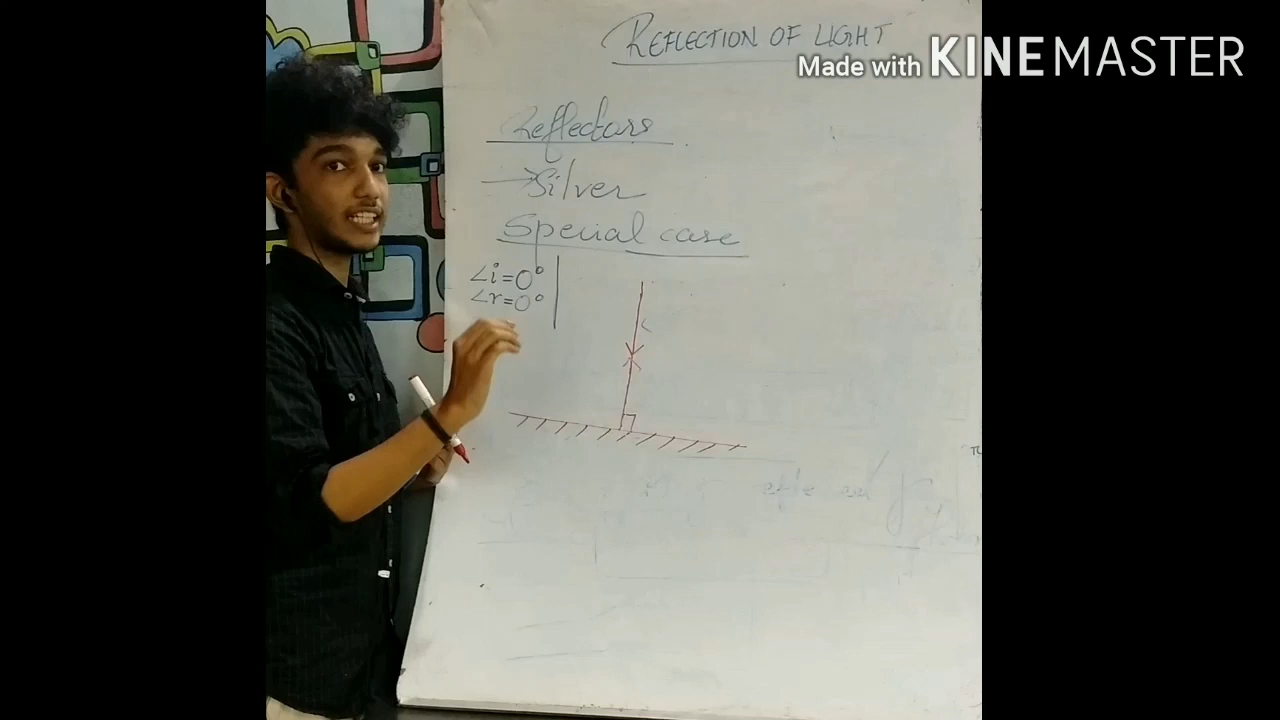 REFLECTION OF LIGHT
Made with KINEMASTER
Reflectors
→ Silver
Special case
∠i=0°
∠r=0°